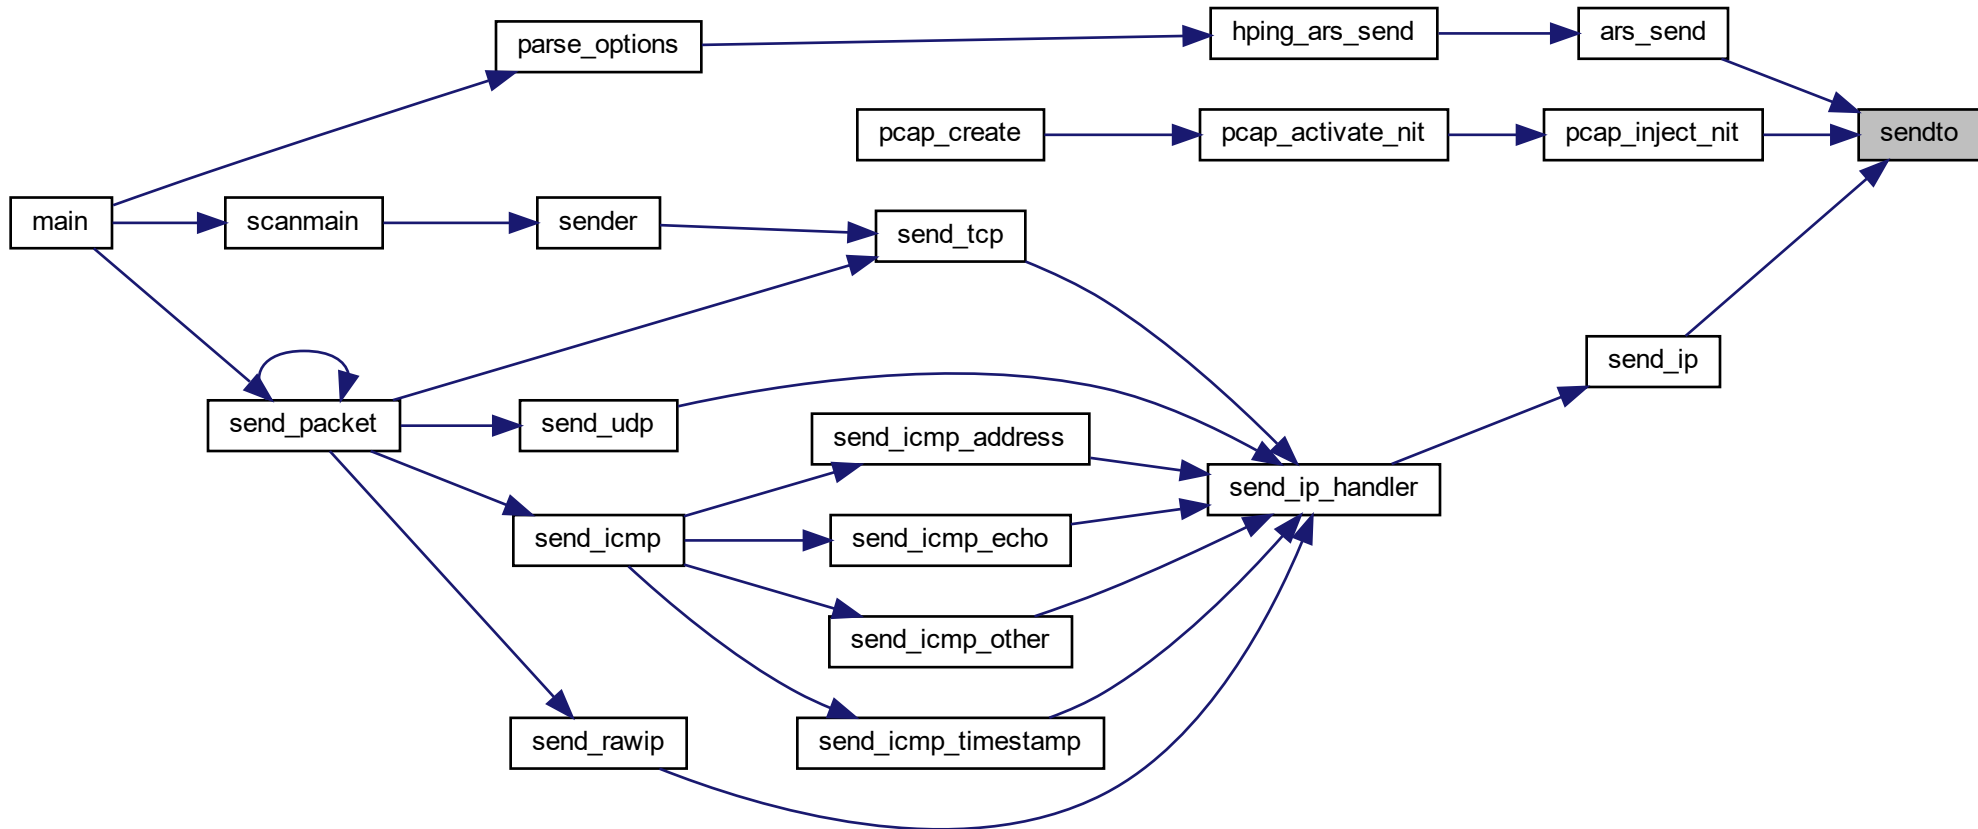 parse_options
hping_ars_send
ars_send
pcap_create
pcap_activate_nit
pcap_inject_nit
sendto
main
scanmain
sender
send_tcp
send_ip
send_packet
send_udp
send_icmp_address
send_ip_handler
send_icmp
send_icmp_echo
send_icmp_other
send_rawip
send_icmp_timestamp